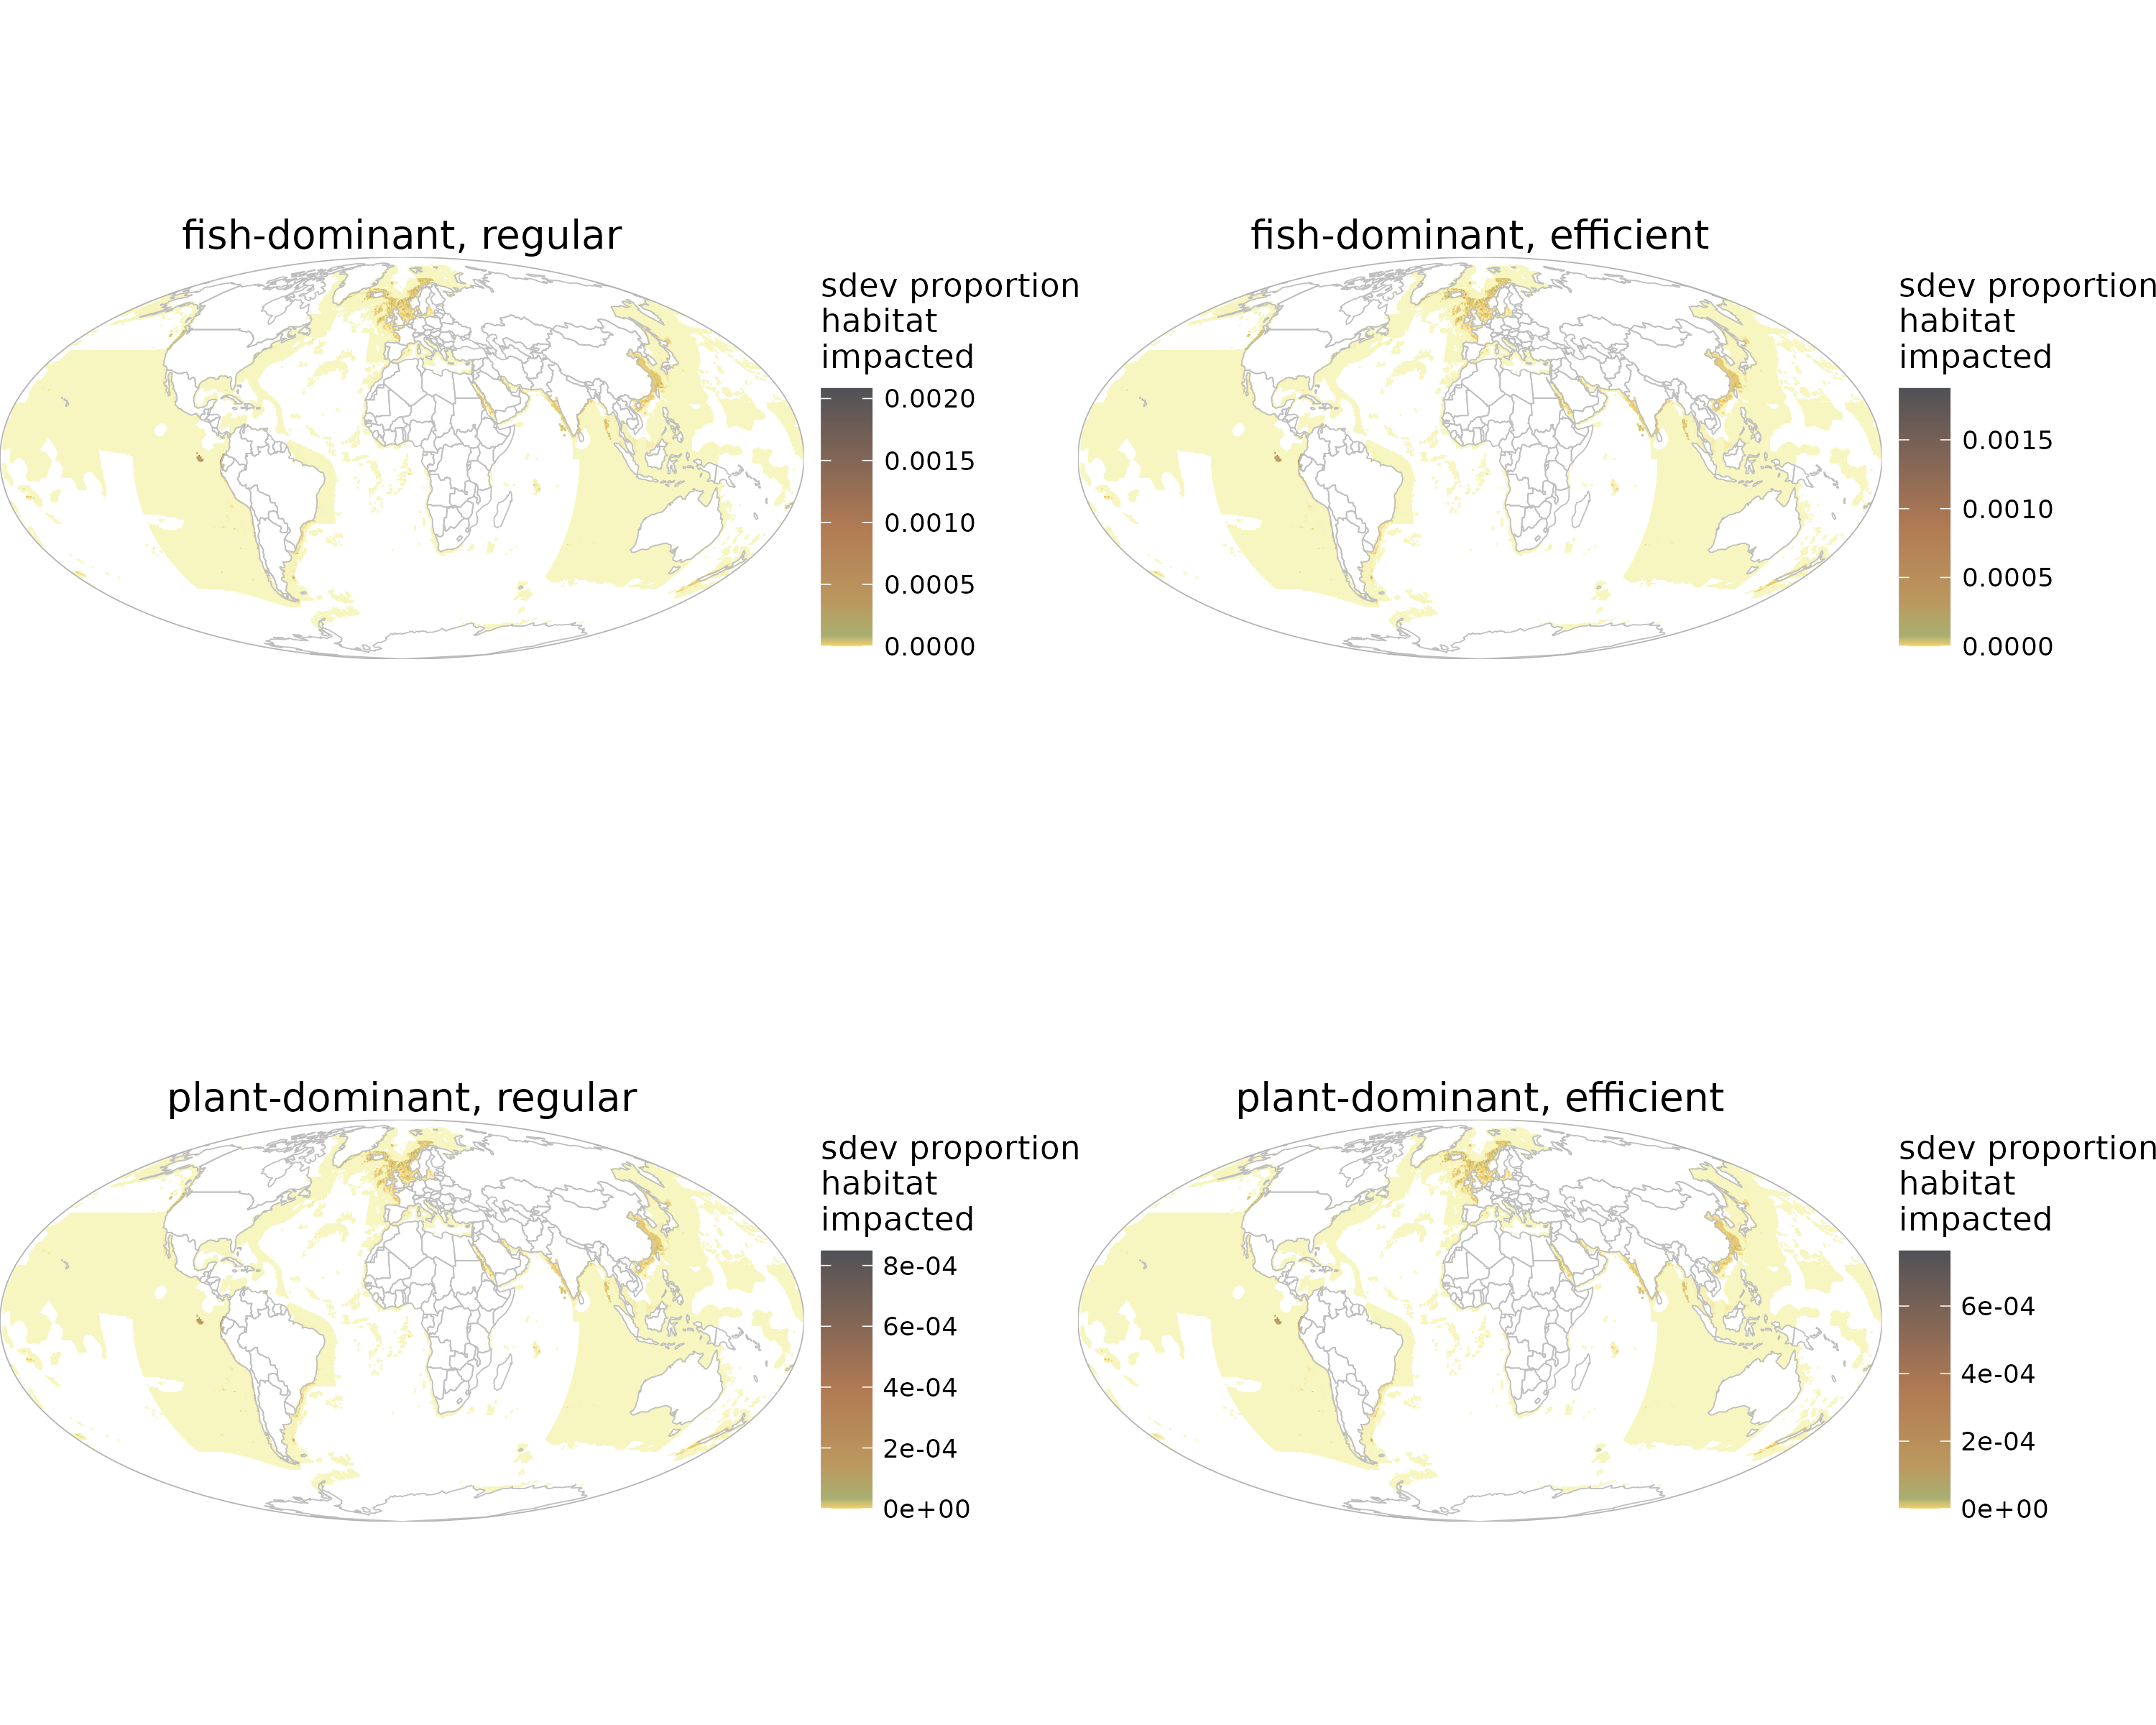 fish-dominant, regular
sdev proportion
habitat
impacted
0.0020
0.0015
0.0010
0.0005
0.0000
fish-dominant, efficient
sdev proportion
habitat
impacted
0.0015
0.0010
0.0005
0.0000
plant-dominant, regular
sdev proportion
habitat
impacted
8e-04
6e-04
4e-04
2e-04
0e+00
plant-dominant, efficient
sdev proportion
habitat
impacted
6e-04
4e-04
2e-04
0e+00